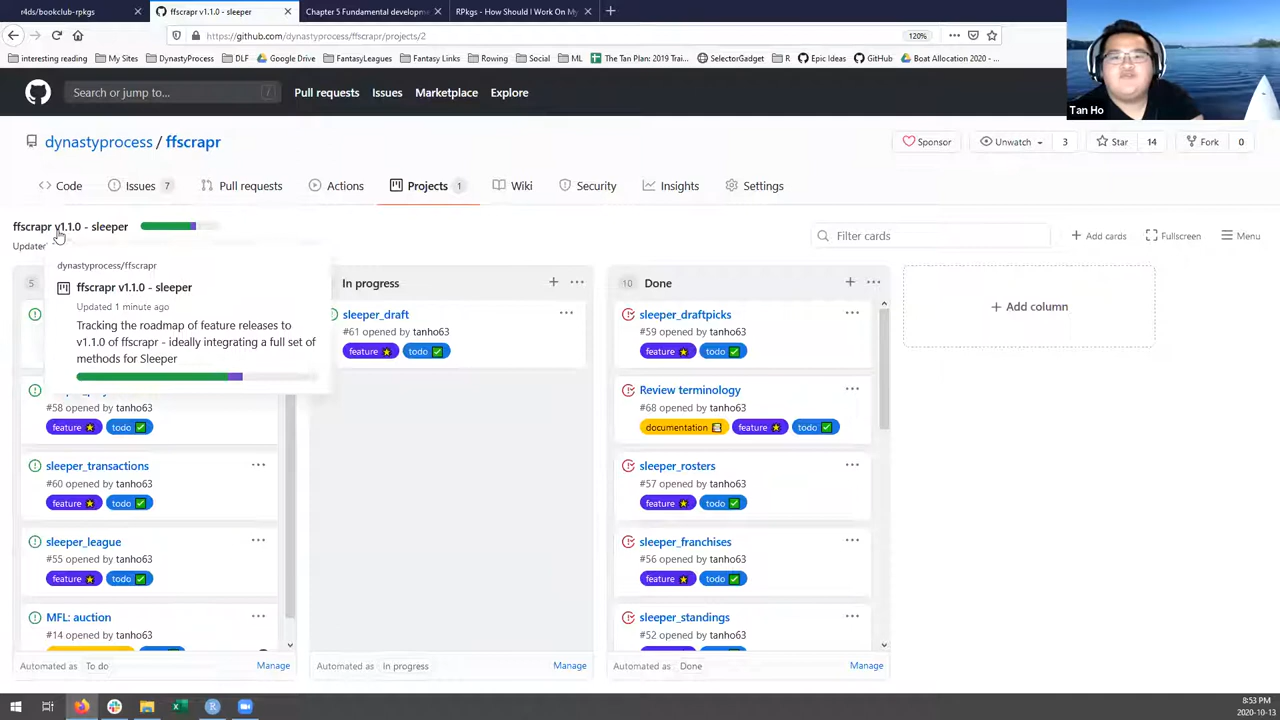 r4ds/bookclub-rpkgs
ffscrapr v1.1.0 - sleeper
Chapter 5 Fundamental developm
RPkgs - How Should I Work On My
https://github.com/dynastyprocess/ffscrapr/projects/2
120%
interesting reading
My Sites
DynastyProcess
DLF
Google Drive
FantasyLeagues
Fantasy Links
Rowing
Social
ML
The Tan Plan: 2019 Trai...
SelectorGadget
R
Epic Ideas
GitHub
Boat Allocation 2020 - ...
Tan Ho
Search or jump to...
/
Pull requests
Issues
Marketplace
Explore
dynastyprocess / ffscrapr
Sponsor
Unwatch
3
Star
14
Fork
0
Code
Issues 7
Pull requests
Actions
Projects 1
Wiki
Security
Insights
Settings
ffscrapr v1.1.0 - sleeper
Updated
Filter cards
Add cards
Fullscreen
Menu
dynastyprocess/ffscrapr
ffscrapr v1.1.0 - sleeper
Updated 1 minute ago
Tracking the roadmap of feature releases to
v1.1.0 of ffscrapr - ideally integrating a full set of
methods for Sleeper
5
#58 opened by tanho63
feature
todo
sleeper_transactions
#60 opened by tanho63
feature
todo
sleeper_league
#55 opened by tanho63
feature
todo
MFL: auction
#14 opened by tanho63
Automated as To do
Manage
In progress
sleeper_draft
#61 opened by tanho63
feature
todo
Automated as In progress
Manage
10 Done
sleeper_draftpicks
#59 opened by tanho63
feature
todo
Review terminology
#68 opened by tanho63
documentation
feature
todo
sleeper_rosters
#57 opened by tanho63
feature
todo
sleeper_franchises
#56 opened by tanho63
feature
todo
sleeper_standings
#52 opened by tanho63
Automated as Done
Manage
Add column
8:53 PM
2020-10-13